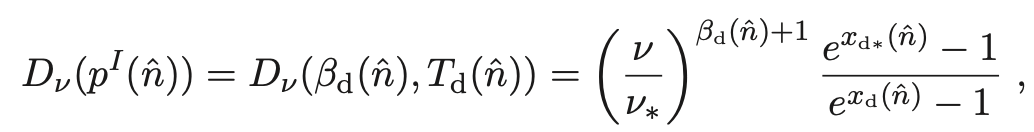 D_ν(p^I(n̂)) = D_ν(β_d(n̂), T_d(n̂)) = (ν/ν_*)^{β_d(n̂)+1} (e^{x_{d*}(n̂)} − 1)/(e^{x_d(n̂)} − 1) ,